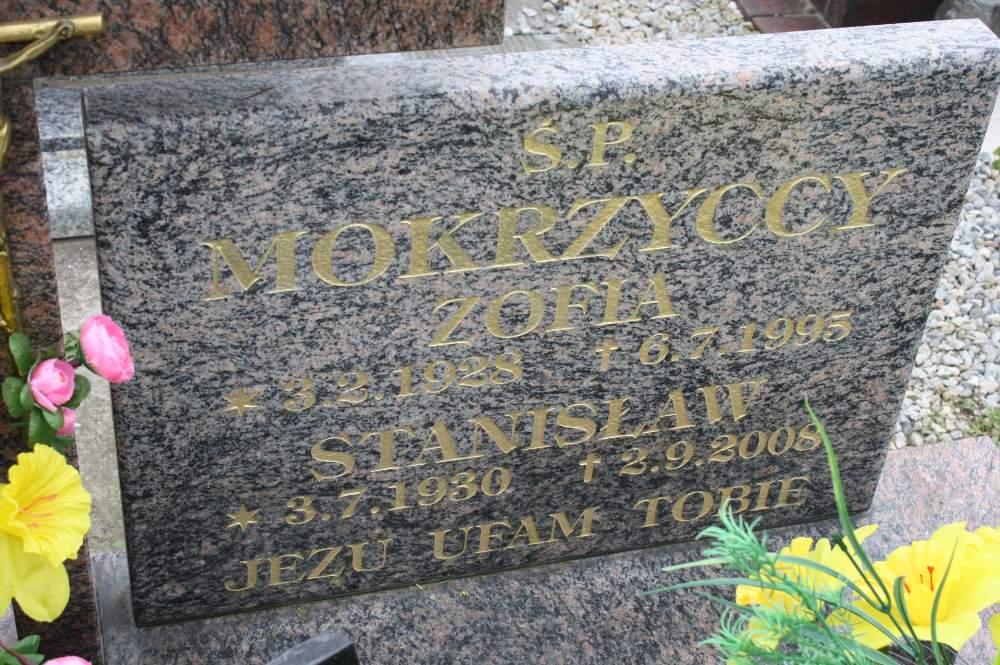 Ś.P.
MOKRZYCCY
ZOFIA
* 3.2.1928 † 6.7.1995
STANISŁAW
* 3.7.1930 † 2.9.2008
JEZU UFAM TOBIE